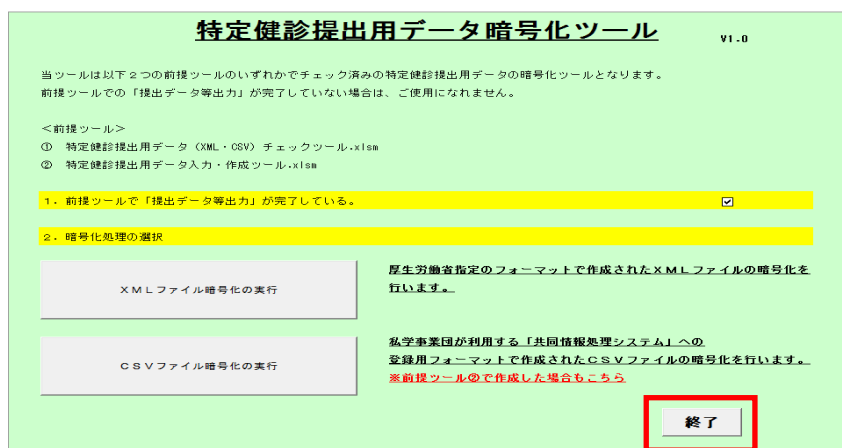 特定健診提出用データ暗号化ツール
V1.0
当ツールは以下2つの前提ツールのいずれかでチェック済みの特定健診提出用データの暗号化ツールとなります。
前提ツールでの「提出データ等出力」が完了していない場合は、ご使用になれません。
＜前提ツール＞
① 特定健診提出用データ（XML・CSV）チェックツール.xlsm
② 特定健診提出用データ入力・作成ツール.xlsm
1．前提ツールで「提出データ等出力」が完了している。
2．暗号化処理の選択
ＸＭＬファイル暗号化の実行
厚生労働省指定のフォーマットで作成されたＸＭＬファイルの暗号化を
行います。
ＣＳＶファイル暗号化の実行
私学事業団が利用する「共同情報処理システム」への
登録用フォーマットで作成されたＣＳＶファイルの暗号化を行います。
※前提ツール②で作成した場合もこちら
終了